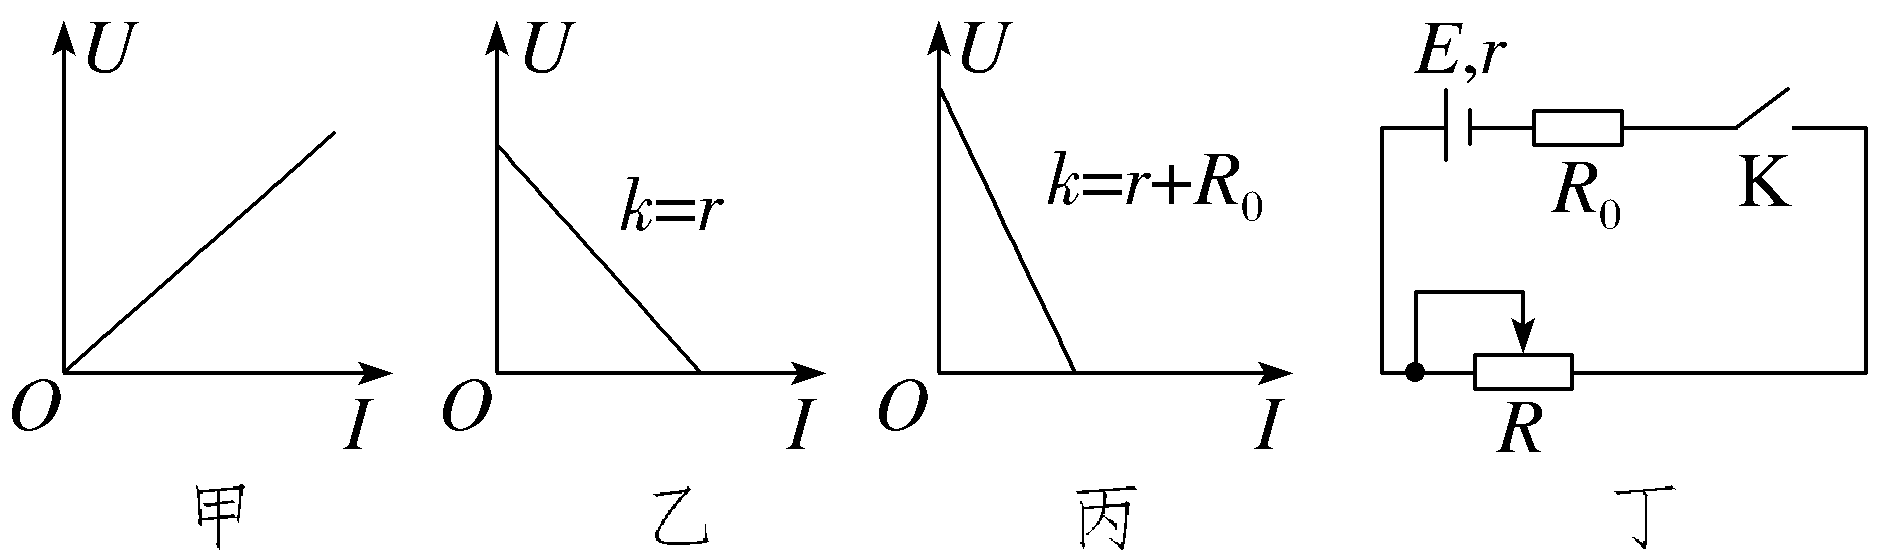 U
O
I
甲
U
k=r
O
I
乙
U
k=r+R₀
O
I
丙
E,r
R₀
K
R
丁